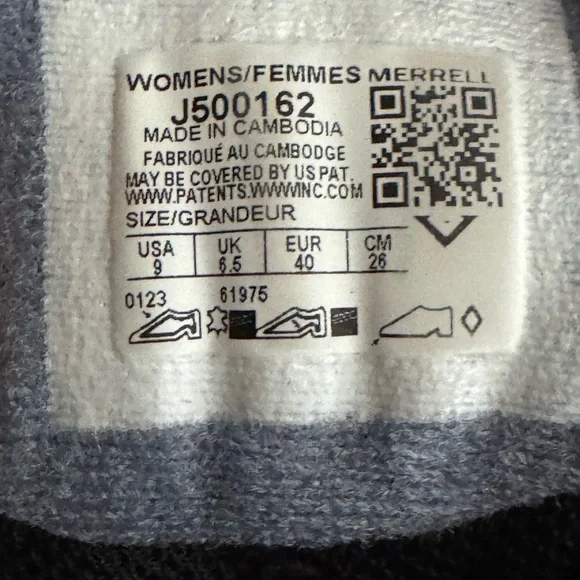 WOMENS/FEMMES MERRELL
J500162
MADE IN CAMBODIA
FABRIQUÉ AU CAMBODGE
MAY BE COVERED BY US PAT.
WWW.PATENTS.WWWINC.COM
SIZE/GRANDEUR
USA UK EUR CM
9 6.5 40 26
0123 61975